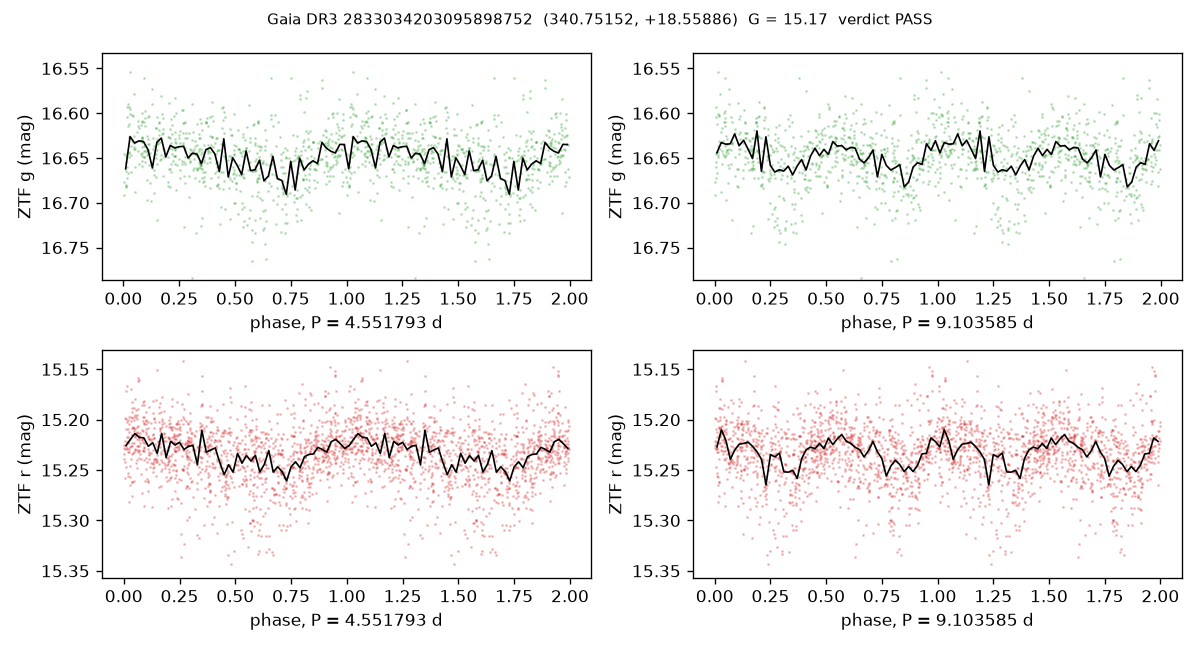 Gaia DR3 2833034203095898752  (340.75152, +18.55886)  G = 15.17  verdict PASS
ZTF g (mag)
16.55
16.60
16.65
16.70
16.75
0.00 0.25 0.50 0.75 1.00 1.25 1.50 1.75 2.00
phase, P = 4.551793 d
ZTF g (mag)
16.55
16.60
16.65
16.70
16.75
0.00 0.25 0.50 0.75 1.00 1.25 1.50 1.75 2.00
phase, P = 9.103585 d
ZTF r (mag)
15.15
15.20
15.25
15.30
15.35
0.00 0.25 0.50 0.75 1.00 1.25 1.50 1.75 2.00
phase, P = 4.551793 d
ZTF r (mag)
15.15
15.20
15.25
15.30
15.35
0.00 0.25 0.50 0.75 1.00 1.25 1.50 1.75 2.00
phase, P = 9.103585 d